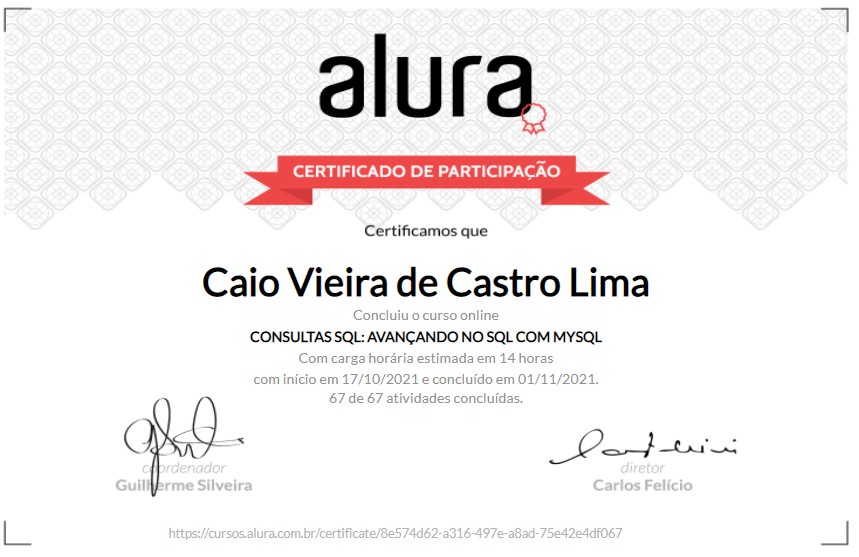 alura
CERTIFICADO DE PARTICIPAÇÃO
Certificamos que
Caio Vieira de Castro Lima
Concluiu o curso online
CONSULTAS SQL: AVANÇANDO NO SQL COM MYSQL
Com carga horária estimada em 14 horas
com início em 17/10/2021 e concluído em 01/11/2021.
67 de 67 atividades concluídas.
coordenador
Guilherme Silveira
diretor
Carlos Felício
https://cursos.alura.com.br/certificate/8e574d62-a316-497e-a8ad-75e42e4df067